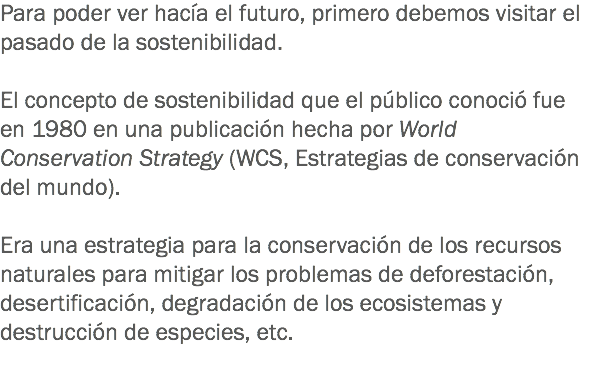 Para poder ver hacía el futuro, primero debemos visitar el
pasado de la sostenibilidad.
El concepto de sostenibilidad que el público conoció fue
en 1980 en una publicación hecha por World
Conservation Strategy (WCS, Estrategias de conservación
del mundo).
Era una estrategia para la conservación de los recursos
naturales para mitigar los problemas de deforestación,
desertificación, degradación de los ecosistemas y
destrucción de especies, etc.